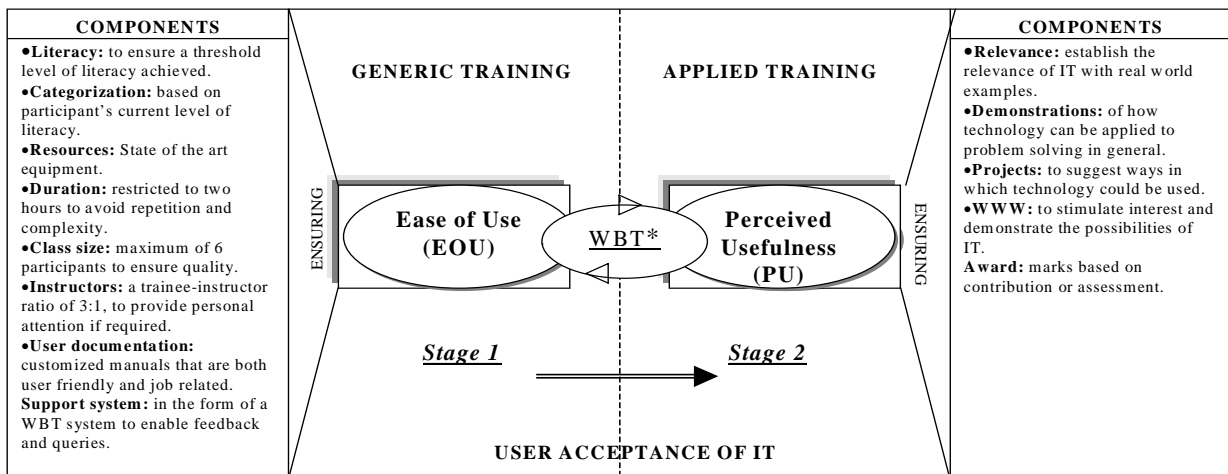 COMPONENTS
•Literacy: to ensure a threshold
level of literacy achieved.
•Categorization: based on
participant's current level of
literacy.
•Resources: State of the art
equipment.
•Duration: restricted to two
hours to avoid repetition and
complexity.
•Class size: maximum of 6
participants to ensure quality.
•Instructors: a trainee-instructor
ratio of 3:1, to provide personal
attention if required.
•User documentation:
customized manuals that are both
user friendly and job related.
Support system: in the form of a
WBT system to enable feedback
and queries.
GENERIC TRAINING
APPLIED TRAINING
ENSURING
Ease of Use
(EOU)
WBT*
Perceived
Usefulness
(PU)
ENSURING
Stage 1
Stage 2
USER ACCEPTANCE OF IT
COMPONENTS
•Relevance: establish the
relevance of IT with real world
examples.
•Demonstrations: of how
technology can be applied to
problem solving in general.
•Projects: to suggest ways in
which technology could be used.
•WWW: to stimulate interest and
demonstrate the possibilities of
IT.
Award: marks based on
contribution or assessment.